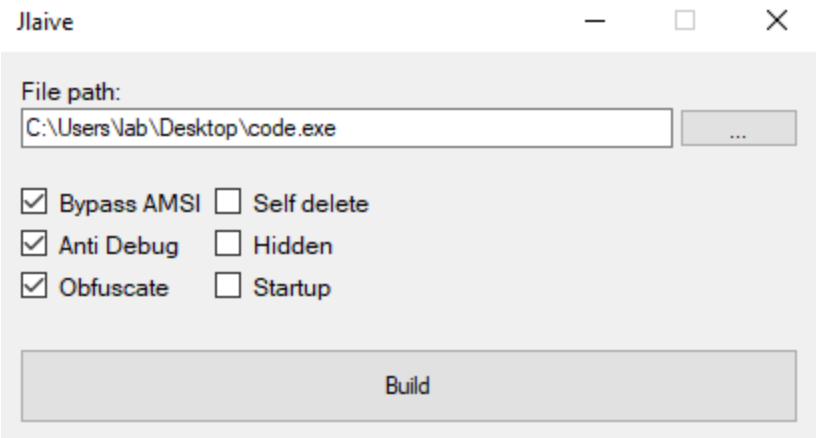 Jlaive
File path:
C:\Users\lab\Desktop\code.exe
...
Bypass AMSI Self delete
Anti Debug Hidden
Obfuscate Startup
Build